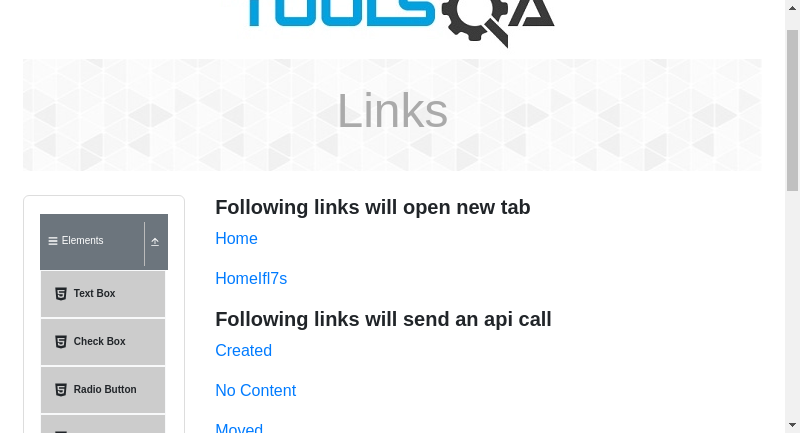 TOOLSQA
Links
Elements
Text Box
Check Box
Radio Button
Following links will open new tab
Home
HomeIfl7s
Following links will send an api call
Created
No Content
Moved